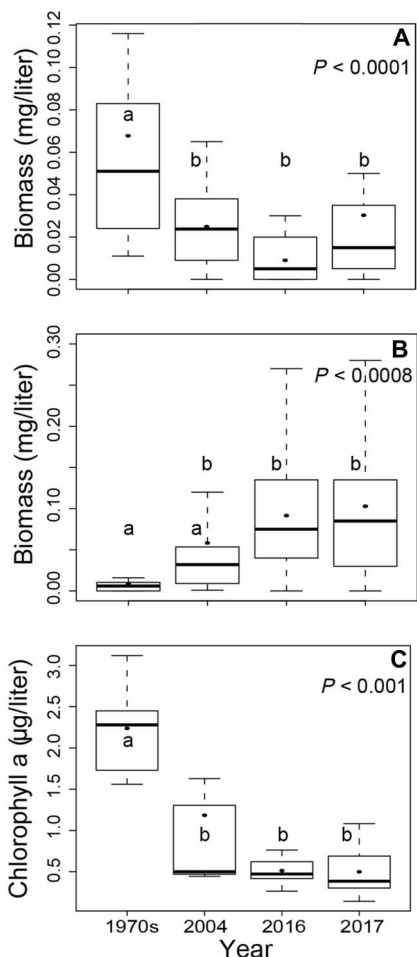 A
P < 0.0001
Biomass (mg/liter)
0.12
0.10
0.08
0.06
0.04
0.02
0.00
a
b
b
b
B
P < 0.0008
Biomass (mg/liter)
0.30
0.20
0.10
0.00
a
b
a
b
b
C
P < 0.001
Chlorophyll a (µg/liter)
3.0
2.5
2.0
1.5
1.0
0.5
a
b
b
b
1970s 2004 2016 2017
Year